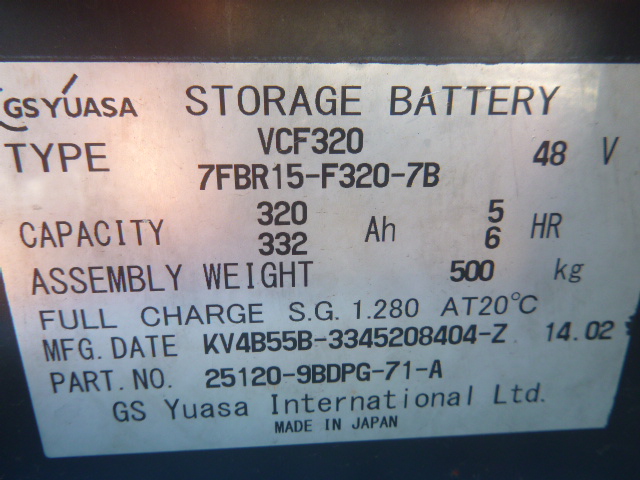 GS YUASA STORAGE BATTERY
TYPE VCF320 48 V
7FBR15-F320-7B
CAPACITY 320 Ah 5 HR
332 6
ASSEMBLY WEIGHT 500 kg
FULL CHARGE S.G. 1.280 AT20℃
MFG. DATE KV4B55B-3345208404-Z 14.02
PART. NO. 25120-9BDPG-71-A
GS Yuasa International Ltd.
MADE IN JAPAN